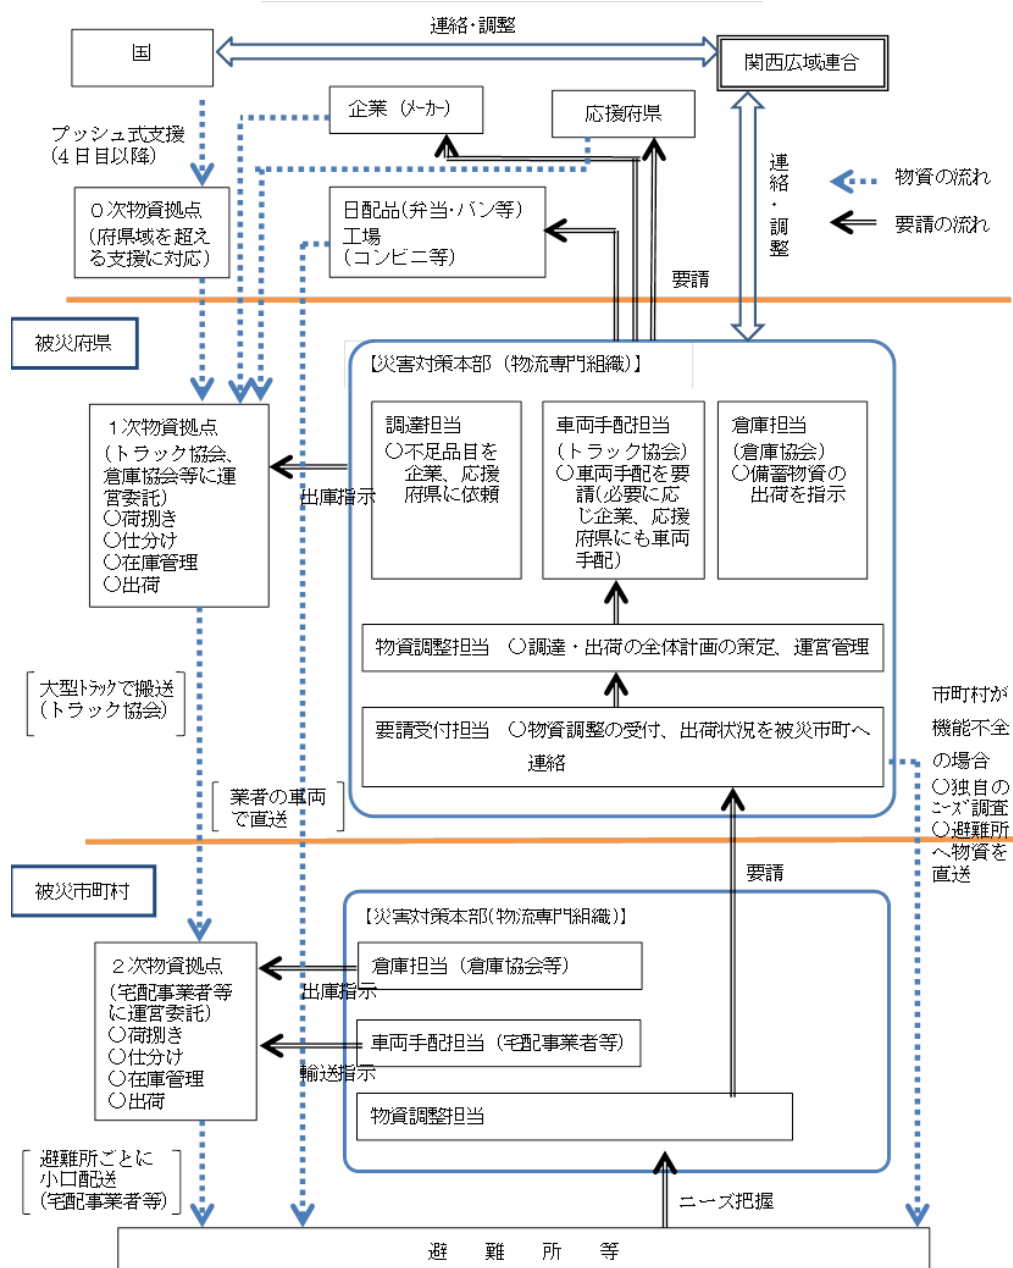 連絡・調整
国
関西広域連合
企業（メーカー）
応援府県
プッシュ式支援
(４日目以降)
連絡・調整
物資の流れ
要請の流れ
０次物資拠点
(府県域を超え
る支援に対応)
日配品(弁当・パン等)
工場
(コンビニ等)
要請
被災府県
【災害対策本部（物流専門組織）】
１次物資拠点
(トラック協会、
倉庫協会等に運
営委託)
○荷捌き
○仕分け
○在庫管理
○出荷
出庫指示
調達担当
○不足品目を
企業、応援
府県に依頼
車両手配担当
(トラック協会)
○車両手配を要
請(必要に応
じ企業、応援
府県にも車両
手配)
倉庫担当
(倉庫協会)
○備蓄物資の
出荷を指示
物資調整担当　○調達・出荷の全体計画の策定、運営管理
要請受付担当　○物資調整の受付、出荷状況を被災市町へ
連絡
大型トラックで搬送
(トラック協会)
業者の車両
で直送
市町村が
機能不全
の場合
○独自の
ニーズ調査
○避難所
へ物資を
直送
要請
被災市町村
【災害対策本部(物流専門組織)】
２次物資拠点
(宅配事業者等
に運営委託)
○荷捌き
○仕分け
○在庫管理
○出荷
倉庫担当（倉庫協会等）
出庫指示
車両手配担当（宅配事業者等）
輸送指示
物資調整担当
避難所ごとに
小口配送
(宅配事業者等)
ニーズ把握
避難所等